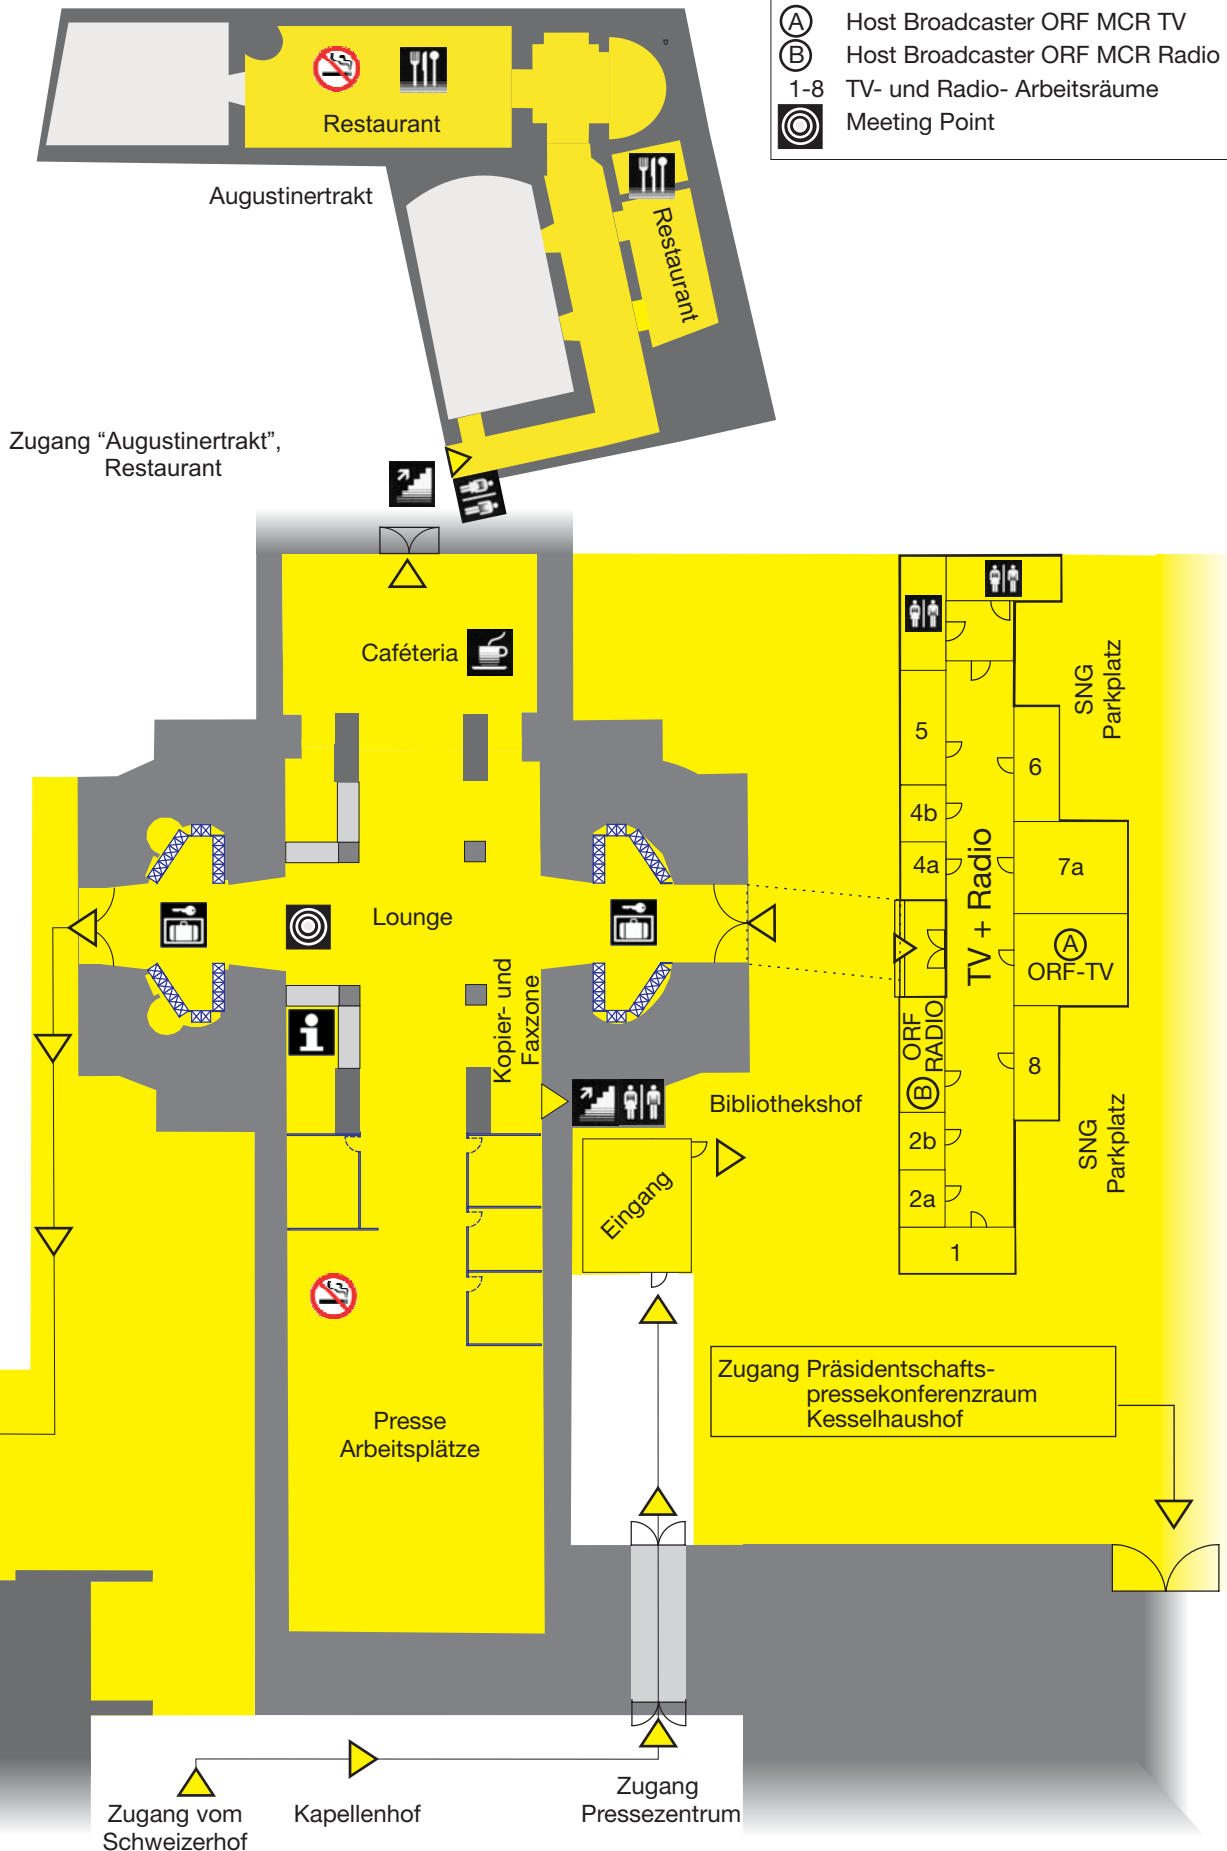 A Host Broadcaster ORF MCR TV
B Host Broadcaster ORF MCR Radio
1-8 TV- und Radio- Arbeitsräume
Meeting Point
Restaurant
Augustinertrakt
Restaurant
Zugang “Augustinertrakt”,
Restaurant
Caféteria
SNG
Parkplatz
5
6
4b
4a
7a
TV + Radio
Lounge
A
ORF-TV
Kopier- und
Faxzone
ORF
RADIO
B
8
Bibliothekshof
2b
2a
1
SNG
Parkplatz
Eingang
Zugang Präsidentschafts-
pressekonferenzraum
Kesselhaushof
Presse
Arbeitsplätze
Zugang vom
Schweizerhof
Kapellenhof
Zugang
Pressezentrum